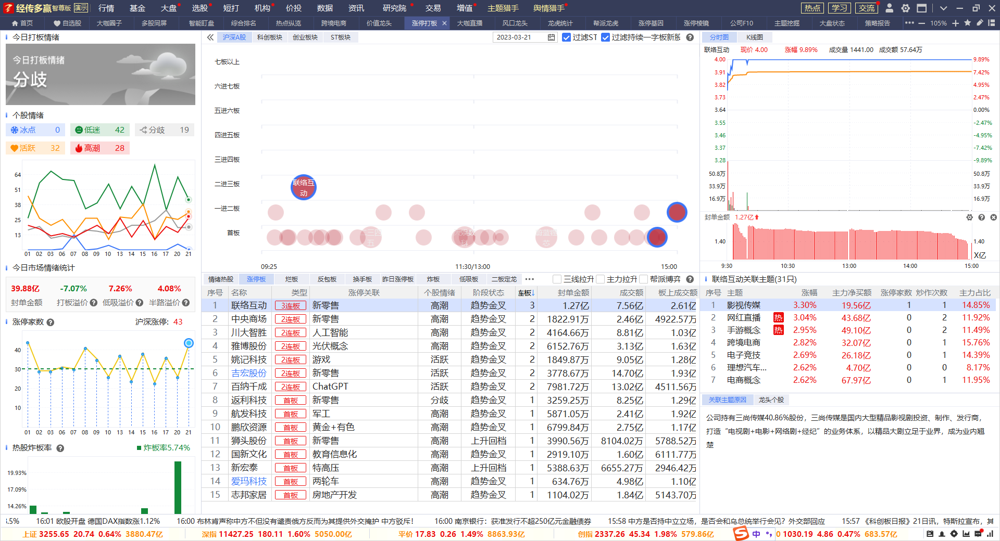 经传多赢 智尊版 演示 行情 基金 大盘 选股 短打 机构 价投 数据 资讯 研究院 交易 增值 主题猎手 舆情猎手 热点 学习 交流
首页 自选股 大咖圈子 多股同屏 智能盯盘 综合排名 热点纵览 跨境电商 价值龙头 涨停打板 大咖直播 风口龙头 龙虎统计 帮派龙虎 涨停基因 涨停棱镜 公司F10 主题挖掘 大盘状态 策略报告 105%
今日打板情绪
今日打板情绪
分歧
个股情绪
冰点 0 低迷 42 分歧 19
活跃 32 高潮 28
64
51
38
25
13
01 02 03 06 07 08 09 10 13 14 15 16 17 20 21
今日市场情绪统计
39.88亿 -7.07% 7.26% 4.08%
封单金额 打板溢价 低吸溢价 半路溢价
涨停家数 沪深涨停: 43
40
30
20
10
01 02 03 06 07 08 09 10 13 14 15 16 17 20 21
热股炸板率 炸板率5.74%
19.93%
17.09%
14.26%
沪深A股 科创板块 创业板块 ST板块 2023-03-21 过滤ST 过滤持续一字板新股
七板以上
六进七板
五进六板
四进五板
三进四板
二进三板 联络互动
一进二板
首板
09:25 11:30/13:00 15:00
情绪热股 涨停板 烂板 反包板 换手板 昨日涨停板 炸板 低吸板 二板定龙 三线拉升 主力拉升 帮派博弈
序号 名称 类型 涨停关联 个股情绪 阶段状态 连板↓ 封单金额 成交额 板上成交额
1 联络互动 3连板 新零售 高潮 趋势金叉 3 1.27亿 7.56亿 2.61亿
2 中央商场 2连板 新零售 高潮 趋势金叉 2 1822.91万 2.46亿 4922.57万
3 川大智胜 2连板 人工智能 高潮 趋势金叉 2 4164.66万 8.81亿 1.03亿
4 雅博股份 2连板 光伏概念 高潮 趋势金叉 2 6152.76万 3.13亿 1.63亿
5 姚记科技 2连板 游戏 活跃 趋势金叉 2 1849.87万 9.05亿 1.28亿
6 吉宏股份 2连板 新零售 活跃 趋势金叉 2 3778.67万 14.70亿 1.93亿
7 百纳千成 2连板 ChatGPT 活跃 趋势金叉 2 7981.72万 13.02亿 4511.56万
8 返利科技 首板 新零售 分歧 趋势金叉 1 3259.25万 8.25亿 1.29亿
9 航发科技 首板 军工 高潮 趋势金叉 1 5871.05万 2.41亿 1.92亿
10 鹏欣资源 首板 黄金+有色 高潮 趋势金叉 1 6799.84万 2.75亿 1.17亿
11 狮头股份 首板 新零售 高潮 上升回档 1 3990.56万 8104.02万 5788.52万
12 国新文化 首板 教育信息化 高潮 趋势金叉 1 2919.10万 1.60亿 6111.77万
13 新宏泰 首板 特高压 高潮 上升回档 1 5388.63万 6655.27万 2946.42万
14 爱玛科技 首板 两轮车 高潮 趋势金叉 1 634.76万 4.98亿 1.10亿
15 志邦家居 首板 房地产开发 高潮 趋势金叉 1 1104.02万 1.84亿 5143.70万
分时图 K线图
联络互动 现价 4.00 涨幅 9.89% 成交量 1441.00 成交额 57.64万
4.00 9.89%
3.91 7.42%
3.82 4.95%
3.73 2.47%
3.64 0.00%
3.55 -2.47%
3.46 -4.95%
3.37 -7.42%
3.28 -9.89%
50.8万 50.8万
33.9万 33.9万
16.9万 16.9万
封单金额 1.27亿
1.40 1.40
X亿
9:30 10:30 13:00 14:00 15:00
联络互动关联主题(31只)
序号 主题 涨幅 主力净买额 涨停家数 炒作次数 主力占比
1 影视传媒 3.30% 19.56亿 1 1 14.85%
2 网红直播 热 3.04% 43.68亿 0 2 11.92%
3 手游概念 热 2.95% 49.10亿 0 2 11.49%
4 跨境电商 2.82% 32.07亿 0 1 15.76%
5 电子竞技 2.69% 26.18亿 0 1 14.39%
6 理想汽车... 2.62% 4.70亿 0 0 8.17%
7 电商概念 2.62% 67.97亿 0 1 11.95%
关联主题原因 龙头个股
公司持有三尚传媒40.86%股份，三尚传媒是国内大型精品影视剧投资、制作、发行商，
打造“电视剧+电影+网络剧+经纪”的业务体系，以精品大剧立足于业界，成为业内翘
楚
3.5% 16:01 欧股开盘 德国DAX指数涨1.12% 16:00 布林肯声称中方不但没有谴责俄方反而为其提供外交掩护 中方驳斥！ 16:00 南京银行：获准发行不超250亿元金融债券 15:58 中方是否持中立立场，是否会和乌总统举行会见？外交部回应 15:57 《科创板日报》21日讯，特斯拉宣布，其
上证 3255.65 20.74 0.64% 3880.47亿 深指 11427.25 180.11 1.60% 5050.00亿 平价 17.83 0.26 1.49% 8863.93亿 创指 2337.26 45.34 1.98% 579.86亿 中 0 1030.19 4.86 0.47% 683.57亿